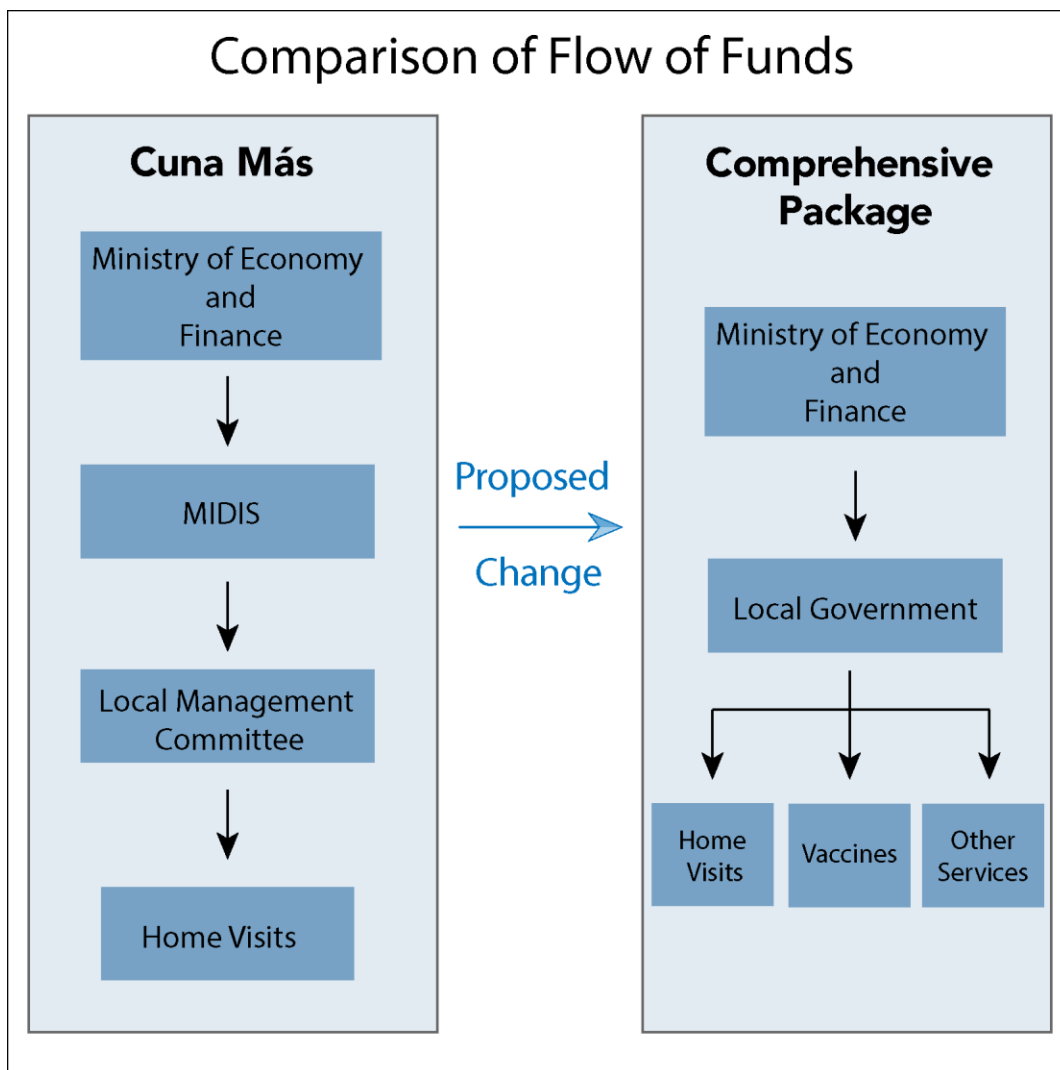 Comparison of Flow of Funds
Cuna Más
Ministry of Economy
and
Finance
MIDIS
Local Management
Committee
Home Visits
Proposed
Change
Comprehensive
Package
Ministry of Economy
and
Finance
Local Government
Home
Visits
Vaccines
Other
Services